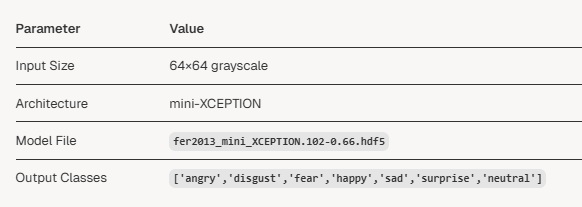 Parameter Value
Input Size 64×64 grayscale
Architecture mini-XCEPTION
Model File fer2013_mini_XCEPTION.102-0.66.hdf5
Output Classes ['angry','disgust','fear','happy','sad','surprise','neutral']